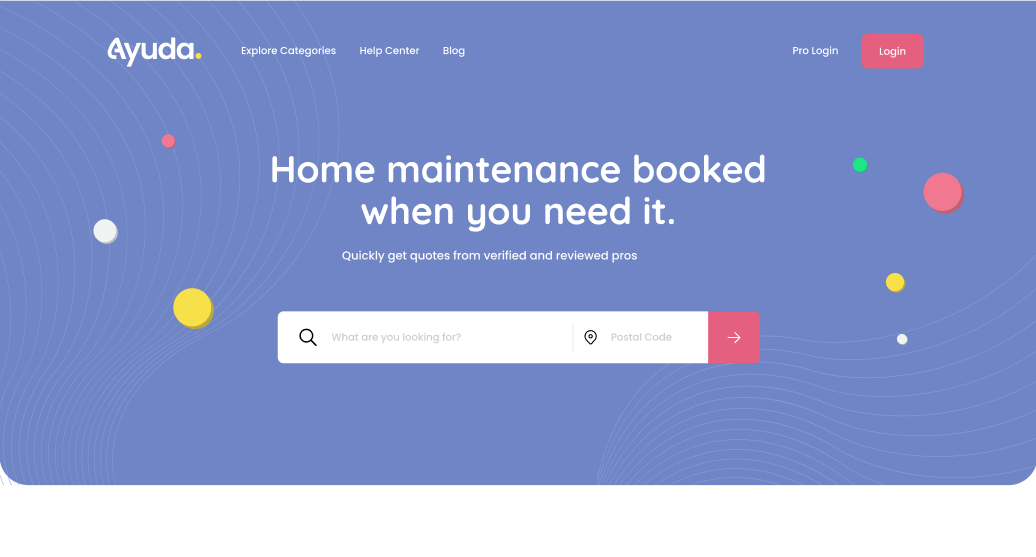 Ayuda.
Explore Categories
Help Center
Blog
Pro Login
Login
Home maintenance booked
when you need it.
Quickly get quotes from verified and reviewed pros
What are you looking for?
Postal Code